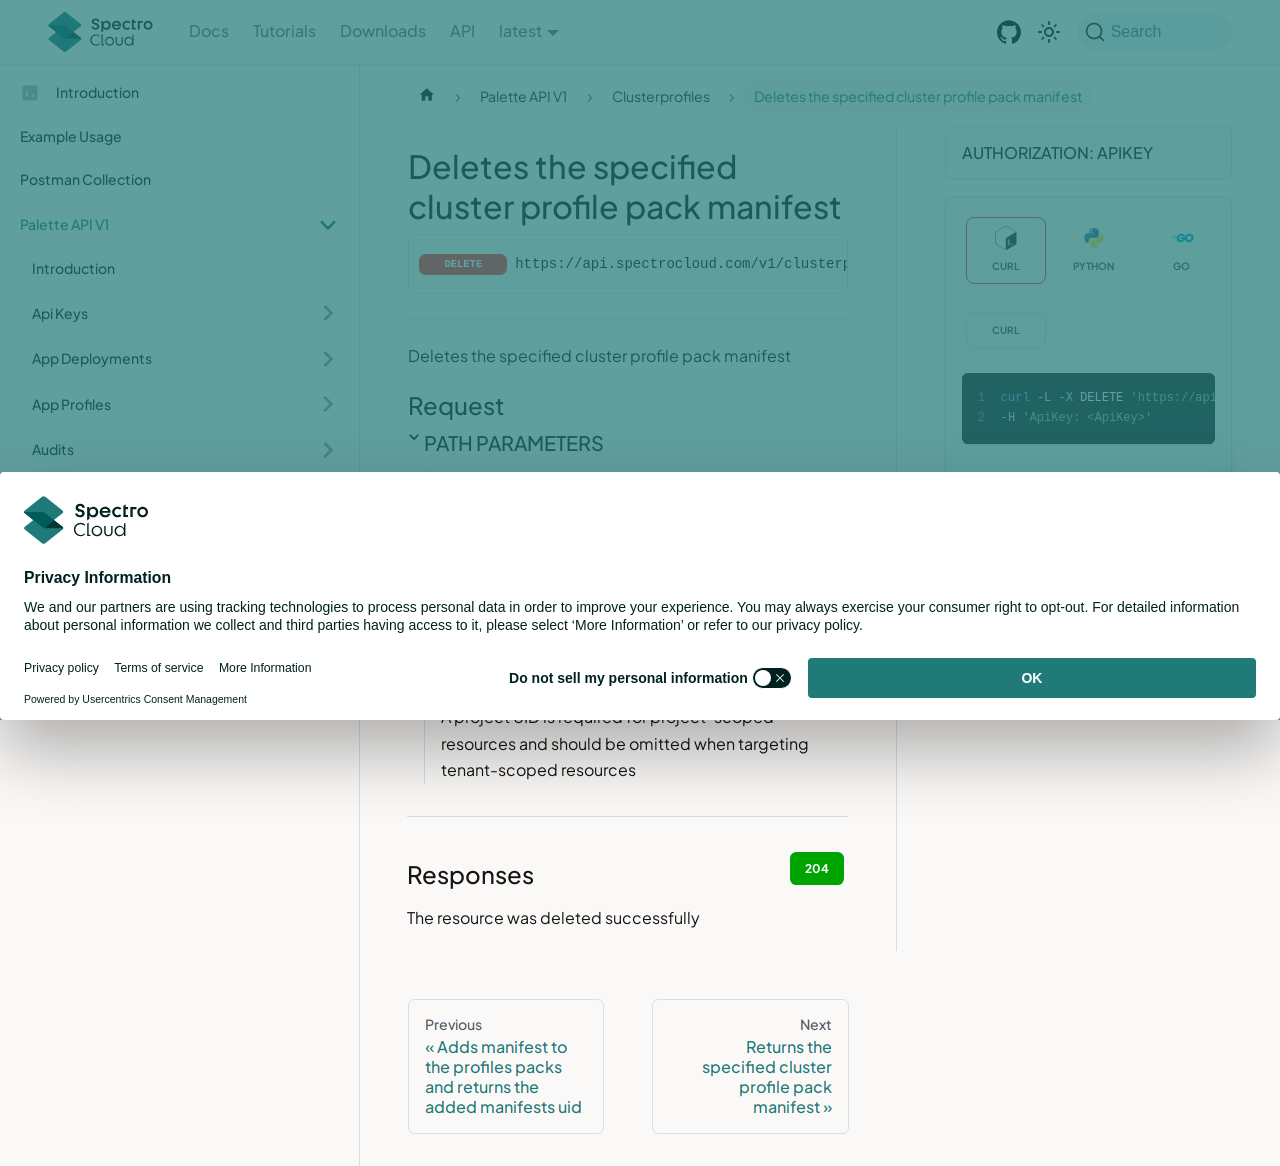 Spectro Cloud
Docs
Tutorials
Downloads
API
latest
Search
Introduction
Example Usage
Postman Collection
Palette API V1
Introduction
Api Keys
App Deployments
App Profiles
Audits
Palette API V1
Clusterprofiles
Deletes the specified cluster profile pack manifest
Deletes the specified
cluster profile pack manifest
DELETE
https://api.spectrocloud.com/v1/clusterp
Deletes the specified cluster profile pack manifest
Request
PATH PARAMETERS
AUTHORIZATION: APIKEY
CURL
PYTHON
GO
CURL
1 curl -L -X DELETE 'https://api
2 -H 'ApiKey: <ApiKey>'
Spectro
Cloud
Privacy Information
We and our partners are using tracking technologies to process personal data in order to improve your experience. You may always exercise your consumer right to opt-out. For detailed information
about personal information we collect and third parties having access to it, please select ‘More Information’ or refer to our privacy policy.
Privacy policy
Terms of service
More Information
Powered by Usercentrics Consent Management
Do not sell my personal information
OK
A project UID is required for project-scoped
resources and should be omitted when targeting
tenant-scoped resources
Responses
204
The resource was deleted successfully
Previous
« Adds manifest to
the profiles packs
and returns the
added manifests uid
Next
Returns the
specified cluster
profile pack
manifest »